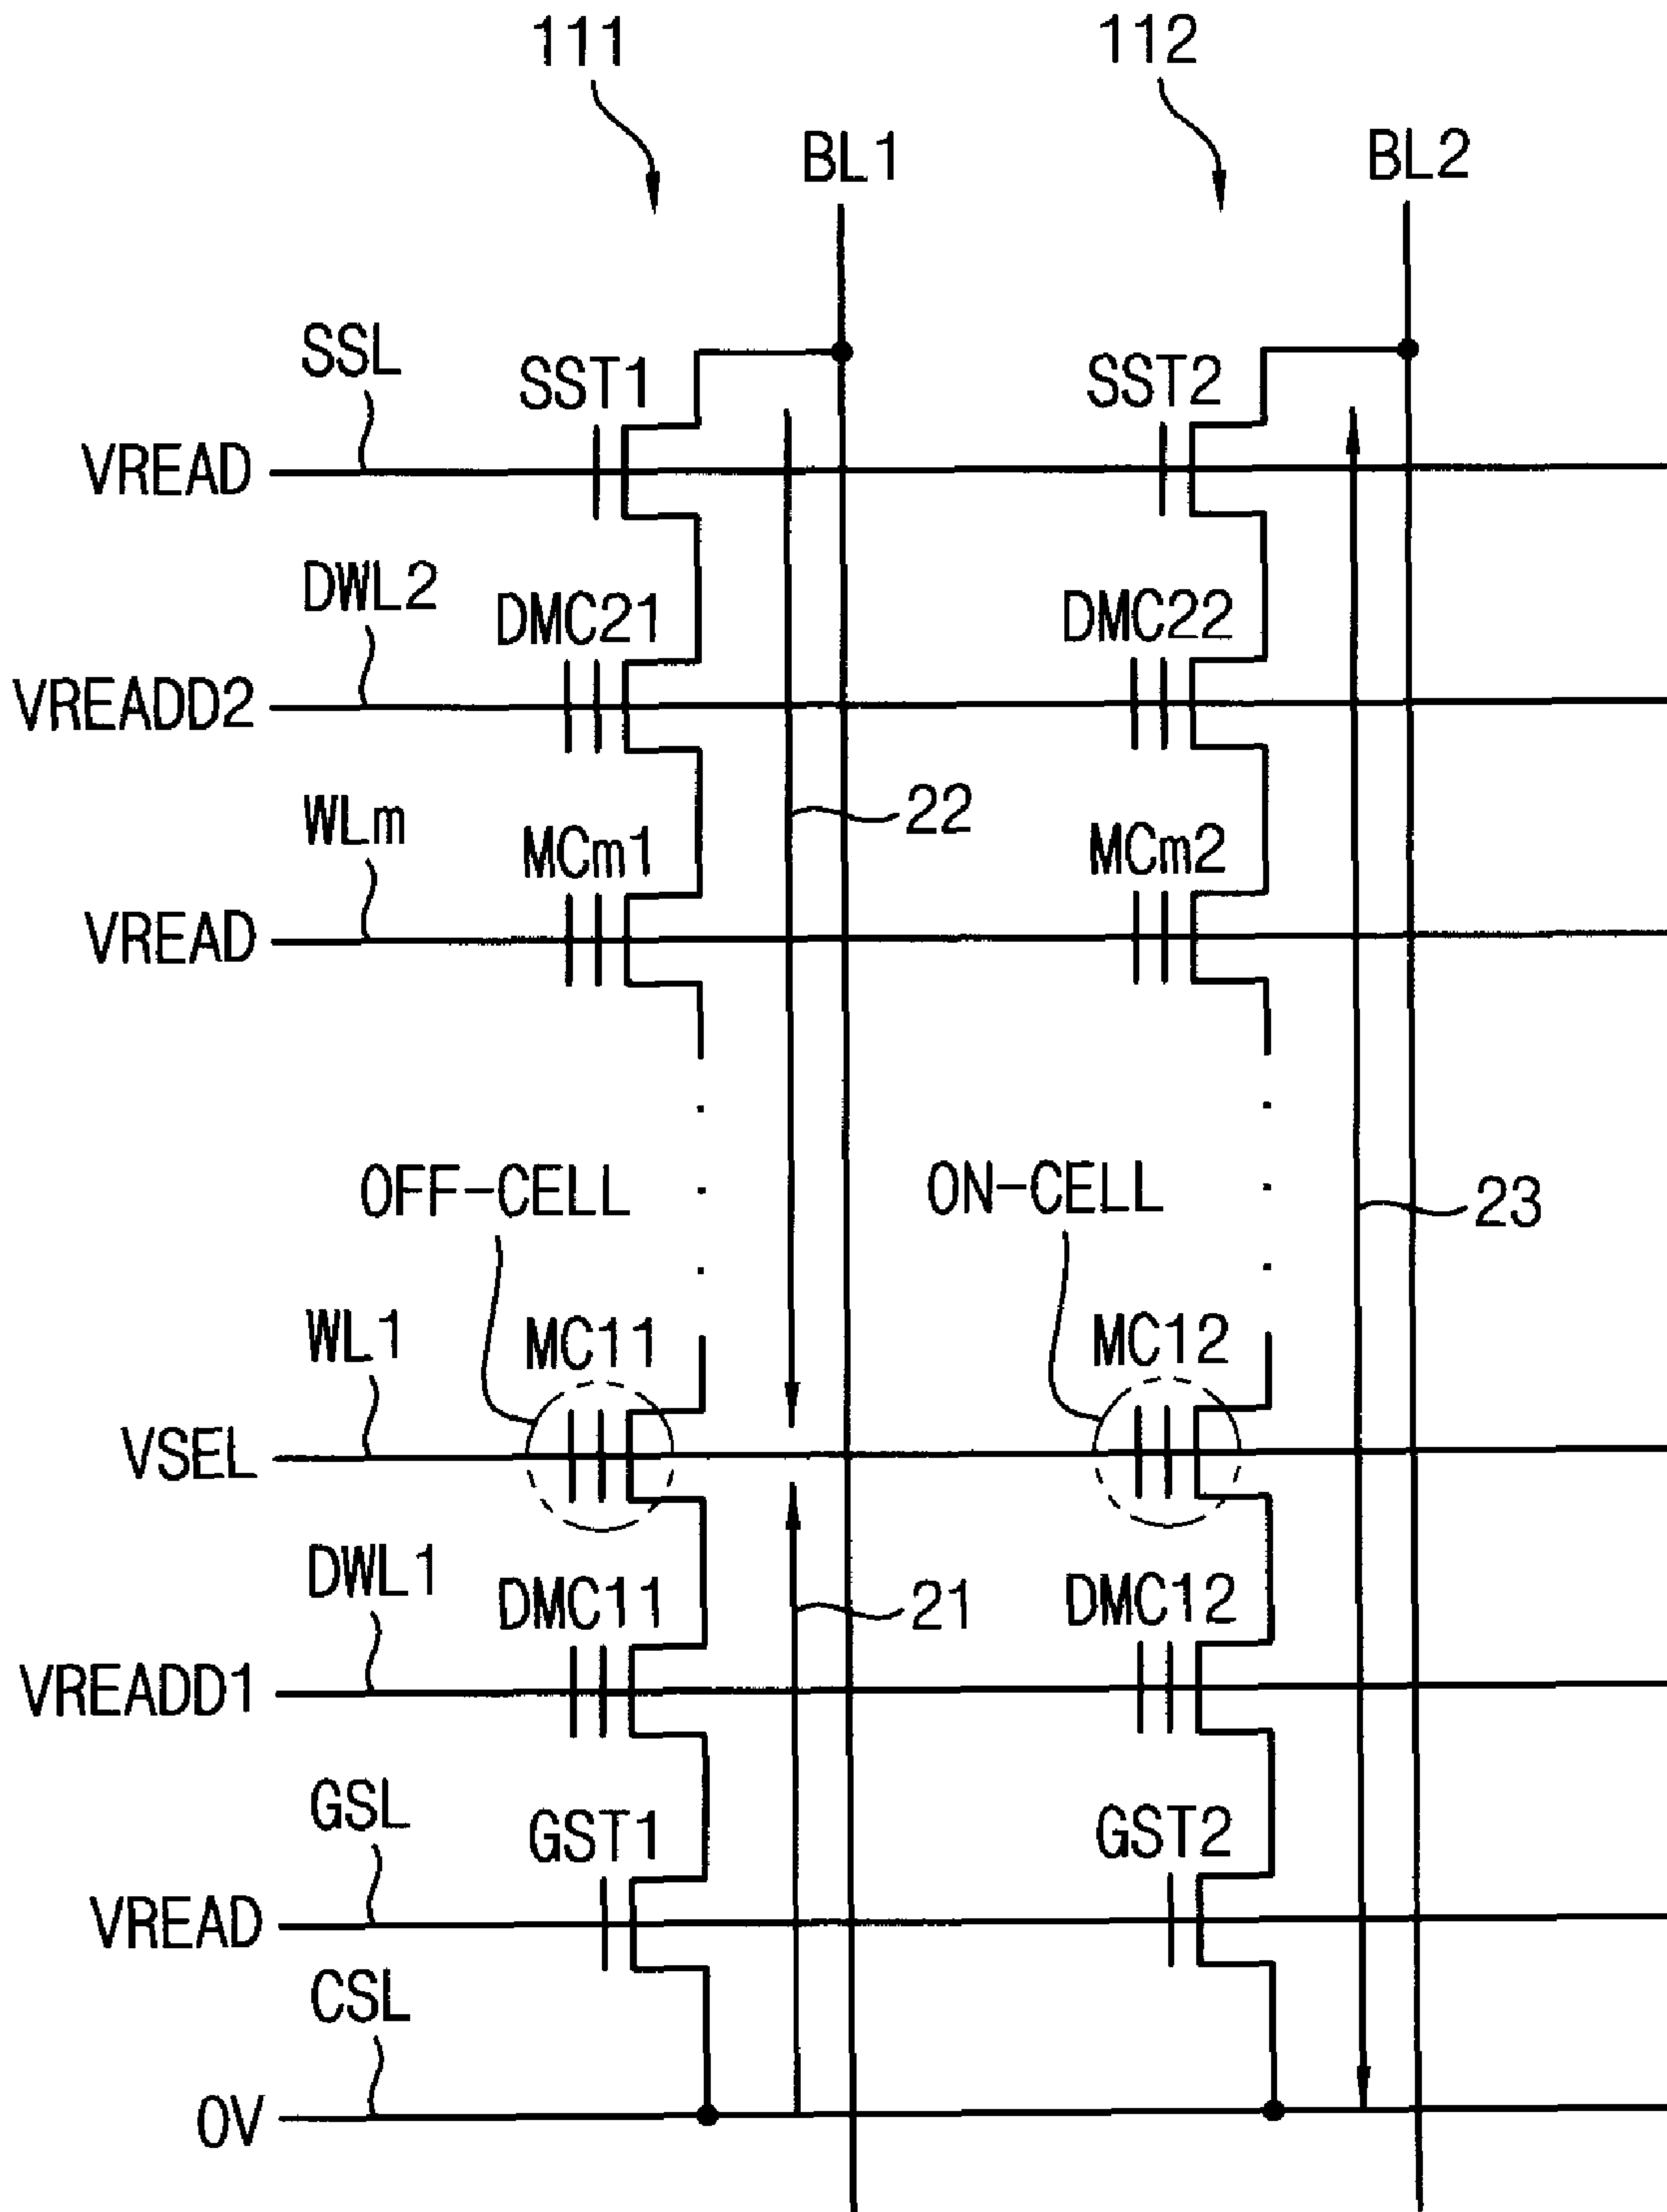 111
112
BL1
BL2
SSL
SST1
SST2
VREAD
DWL2
DMC21
DMC22
VREADD2
WLm
22
MCm1
MCm2
VREAD
OFF-CELL
ON-CELL
23
WL1
MC11
MC12
VSEL
DWL1
DMC11
21
DMC12
VREADD1
GSL
GST1
GST2
VREAD
CSL
0V